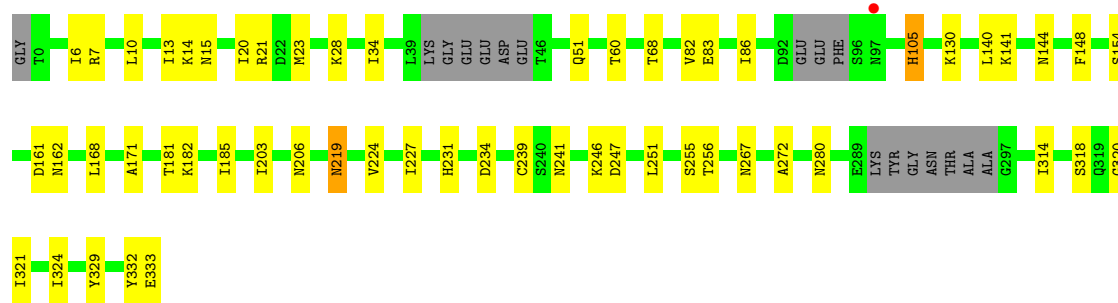 GLY T0 I6 R7 L10 I13 K14 N15 I20 R21 D22 M23 K28 I34 L39 LYS GLY GLU GLU ASP GLU T46 Q51 T60 T68 V82 E83 I86 D92 GLU GLU PHE S96 N97 H105 K130 L140 K141 N144 F148 S154
D161 N162 L168 A171 T181 K182 I185 I203 N206 N219 V224 I227 H231 D234 C239 S240 N241 K246 D247 L251 S255 T256 N267 A272 N280 E289 LYS TYR GLY ASN THR ALA ALA G297 I314 S318 Q319 G320
I321 I324 Y329 Y332 E333